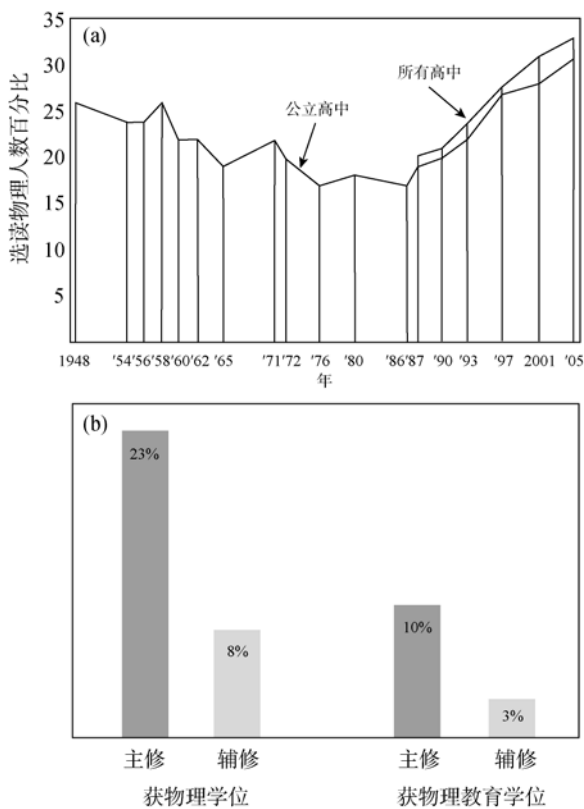 (a)
选读物理人数百分比
35
30
25
20
15
10
5
公立高中
所有高中
1948 '54 '56 '58 '60 '62 '65 '71 '72 '76 '80 '86 '87 '90 '93 '97 2001 '05
年
(b)
23%
8%
10%
3%
主修 辅修 主修 辅修
获物理学位 获物理教育学位